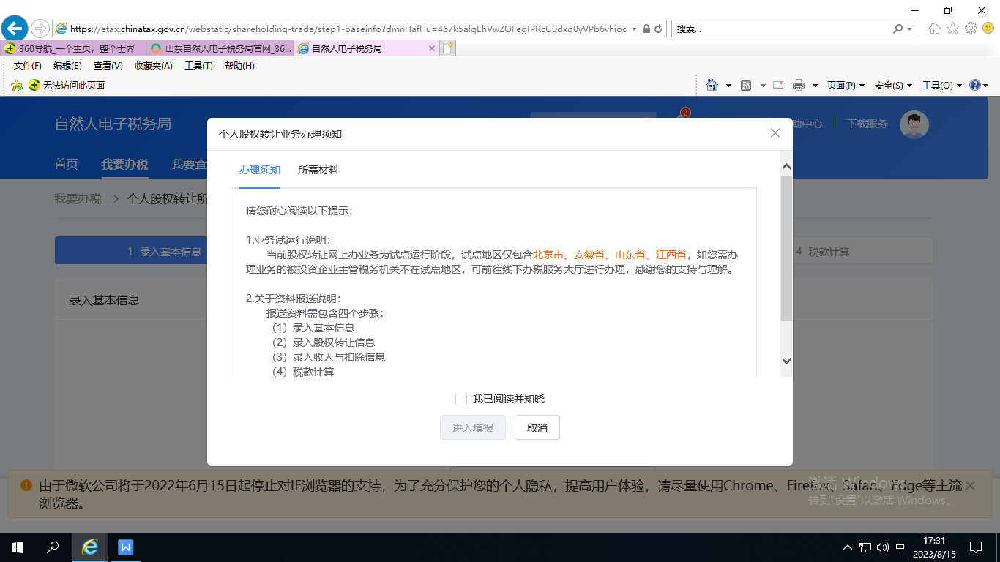 https://etax.chinatax.gov.cn/webstatic/shareholding-trade/step1-baseinfo?dmnHafHu=467k5alqEhVwZOFegIPRcU0dxq0yVPb6vhioc
搜索...
360导航_一个主页，整个世界
山东自然人电子税务局官网_36...
自然人电子税务局
文件(F) 编辑(E) 查看(V) 收藏夹(A) 工具(T) 帮助(H)
无法访问此页面
页面(P) 安全(S) 工具(O)
自然人电子税务局
2
助中心
下载服务
首页 我要办税 我要查
我要办税 > 个人股权转让所
1 录入基本信息
4 税款计算
录入基本信息
个人股权转让业务办理须知
办理须知 所需材料
请您耐心阅读以下提示：
1.业务试运行说明：
当前股权转让网上办业务为试点运行阶段，试点地区仅包含北京市、安徽省、山东省、江西省，如您需办
理业务的被投资企业主管税务机关不在试点地区，可前往线下办税服务大厅进行办理，感谢您的支持与理解。
2.关于资料报送说明：
报送资料需包含四个步骤：
（1）录入基本信息
（2）录入股权转让信息
（3）录入收入与扣除信息
（4）税款计算
我已阅读并知晓
进入填报 取消
由于微软公司将于2022年6月15日起停止对IE浏览器的支持，为了充分保护您的个人隐私，提高用户体验，请尽量使用Chrome、Firefox、Safari、Edge等主流
浏览器。
激活 Windows
转到"设置"以激活 Windows。
中
17:31
2023/8/15